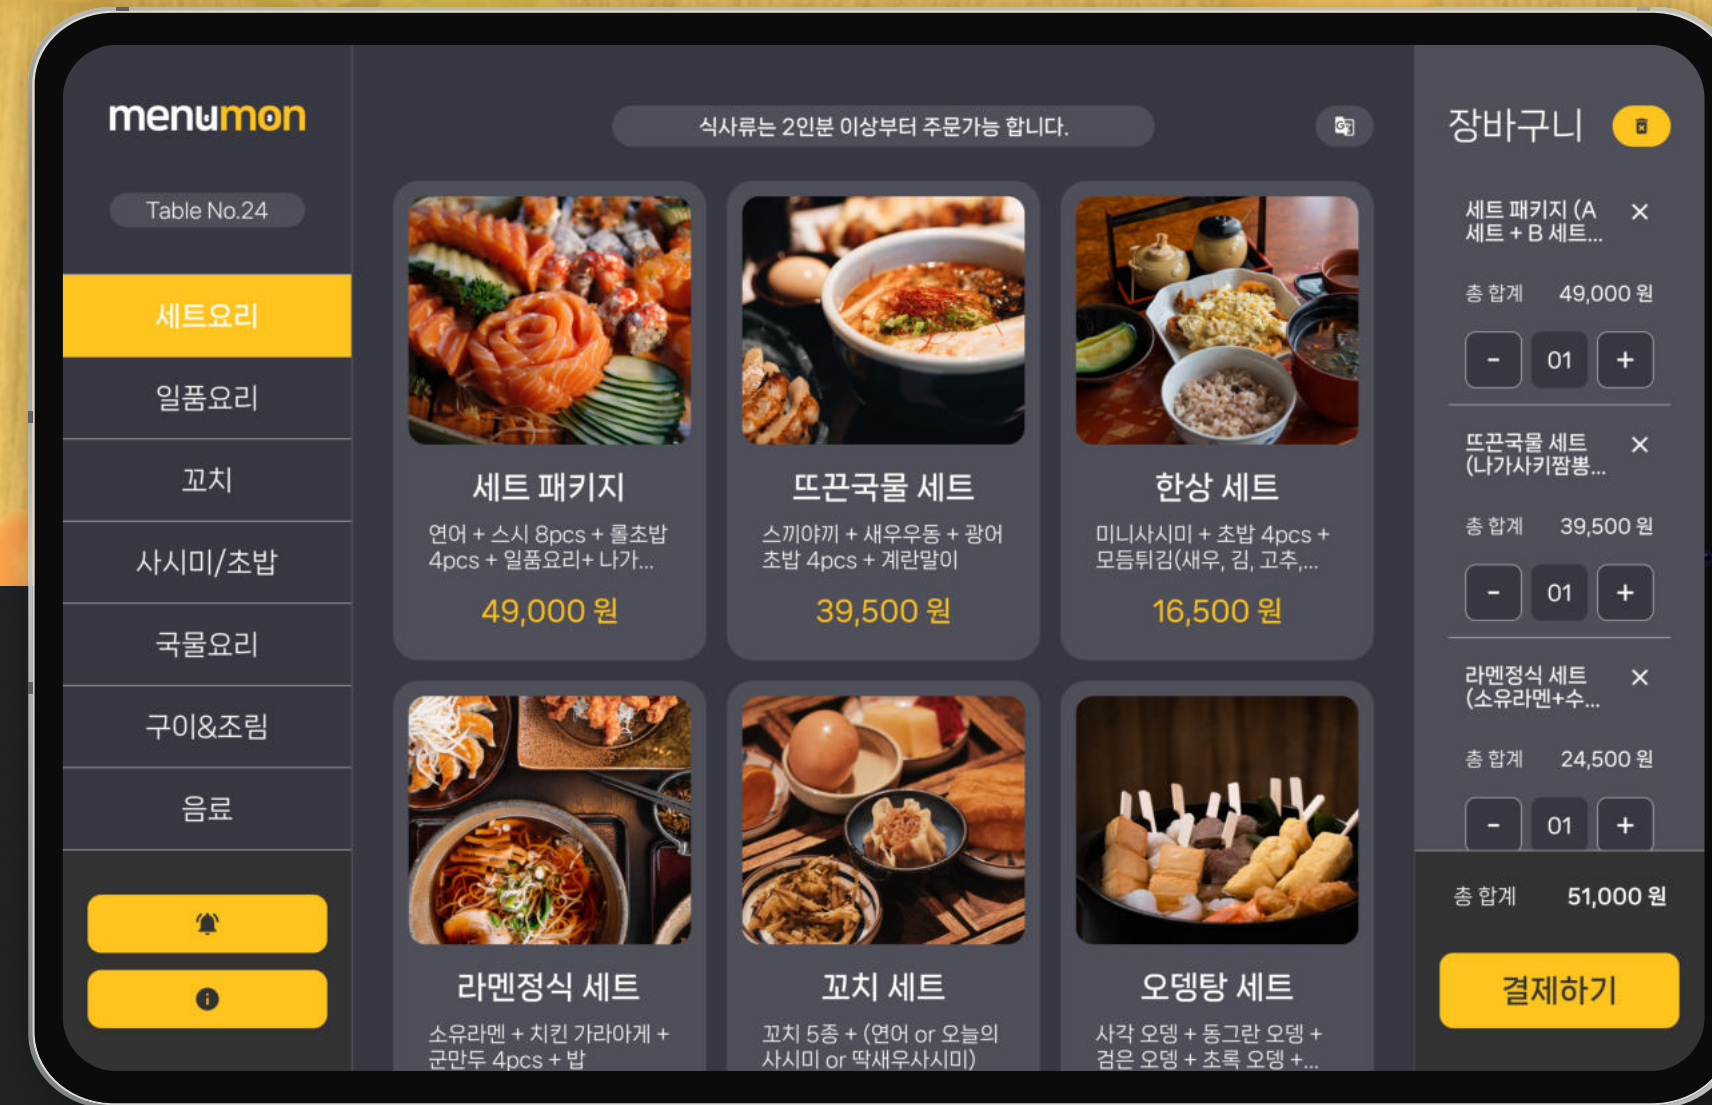 menumon
Table No.24
세트요리
일품요리
꼬치
사시미/초밥
국물요리
구이&조림
음료
식사류는 2인분 이상부터 주문가능 합니다.
세트 패키지
연어 + 스시 8pcs + 롤초밥
4pcs + 일품요리+ 나가...
49,000 원
뜨끈국물 세트
스끼야끼 + 새우우동 + 광어
초밥 4pcs + 계란말이
39,500 원
한상 세트
미니사시미 + 초밥 4pcs +
모듬튀김(새우, 김, 고추,...
16,500 원
라멘정식 세트
소유라멘 + 치킨 가라아게 +
군만두 4pcs + 밥
꼬치 세트
꼬치 5종 + (연어 or 오늘의
사시미 or 딱새우사시미)
오뎅탕 세트
사각 오뎅 + 동그란 오뎅 +
검은 오뎅 + 초록 오뎅 +...
장바구니
세트 패키지 (A ×
세트 + B 세트...
총 합계 49,000 원
- 01 +
뜨끈국물 세트 ×
(나가사키짬뽕...
총 합계 39,500 원
- 01 +
라멘정식 세트 ×
(소유라멘+수...
총 합계 24,500 원
- 01 +
총 합계 51,000 원
결제하기